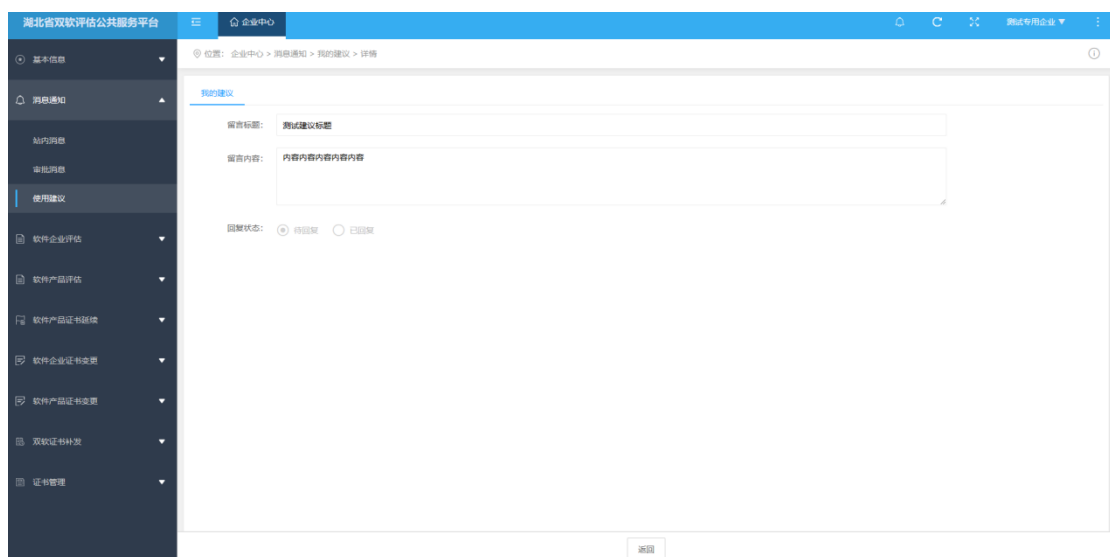 湖北省双软评估公共服务平台
企业中心
测试专用企业
基本信息
位置: 企业中心 > 消息通知 > 我的建议 > 详情
消息通知
我的建议
站内消息
审批消息
使用建议
留言标题: 测试建议标题
留言内容: 内容内容内容内容内容
回复状态: 待回复 已回复
软件企业评估
软件产品评估
软件产品证书延续
软件企业证书变更
软件产品证书变更
双软证书补发
证书管理
返回